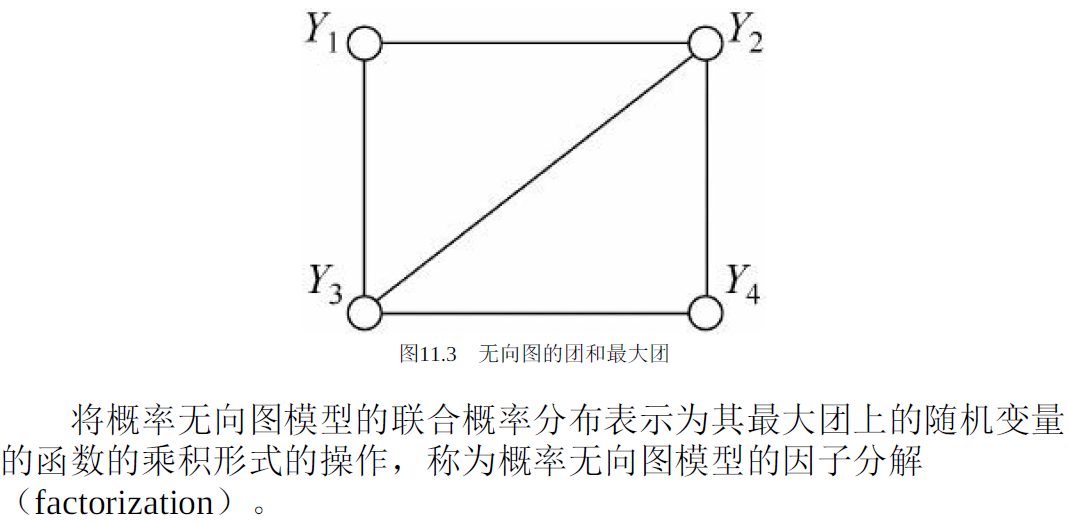 Y1
Y2
Y3
Y4
图11.3 无向图的团和最大团
将概率无向图模型的联合概率分布表示为其最大团上的随机变量
的函数的乘积形式的操作，称为概率无向图模型的因子分解
（factorization）。